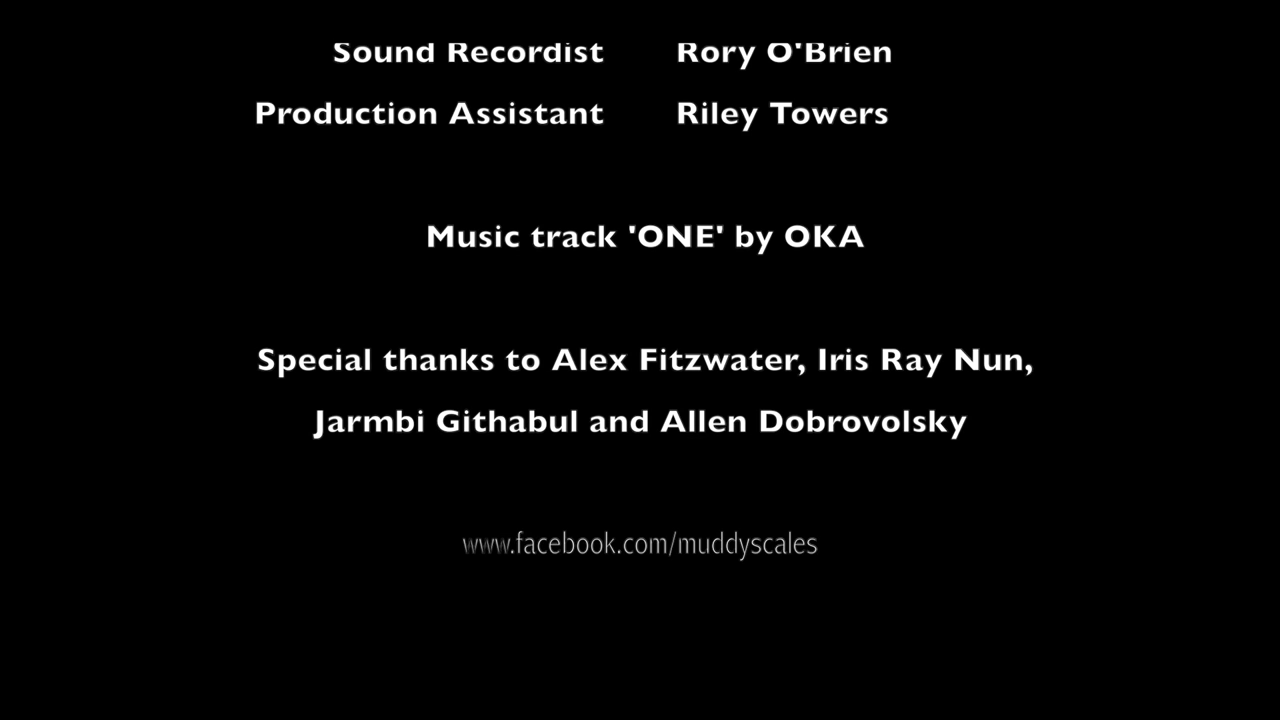 Sound Recordist Rory O'Brien
Production Assistant Riley Towers
Music track 'ONE' by OKA
Special thanks to Alex Fitzwater, Iris Ray Nun,
Jarmbi Githabul and Allen Dobrovolsky
www.facebook.com/muddyscales